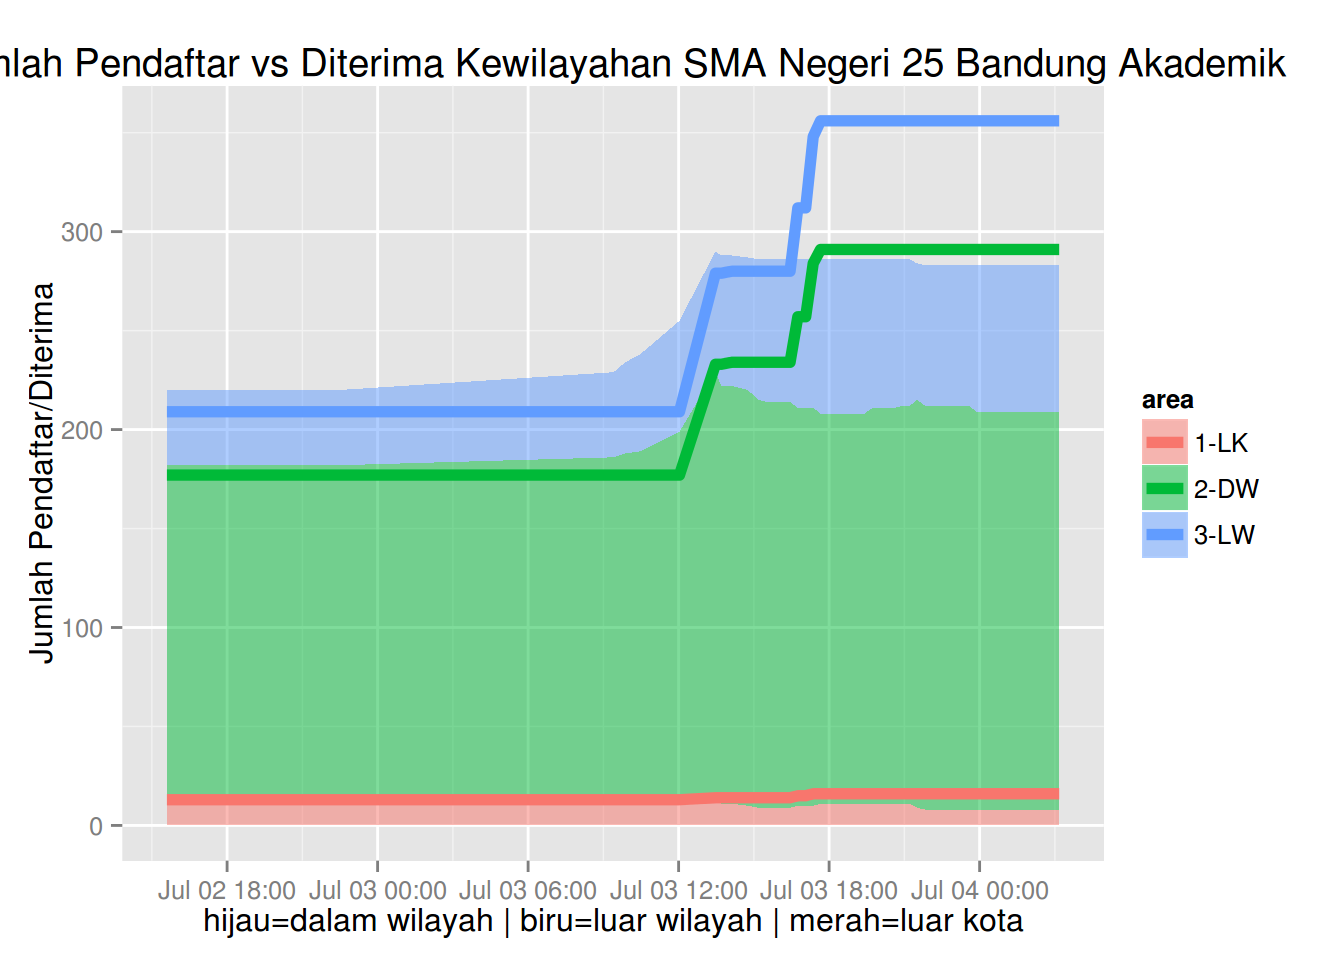 Pendaftar vs Diterima Kewilayahan SMA Negeri 25 Bandung Akademik
Jumlah Pendaftar/Diterima
300
200
100
0
Jul 02 18:00 Jul 03 00:00 Jul 03 06:00 Jul 03 12:00 Jul 03 18:00 Jul 04 00:00
hijau=dalam wilayah | biru=luar wilayah | merah=luar kota
area
1-LK
2-DW
3-LW